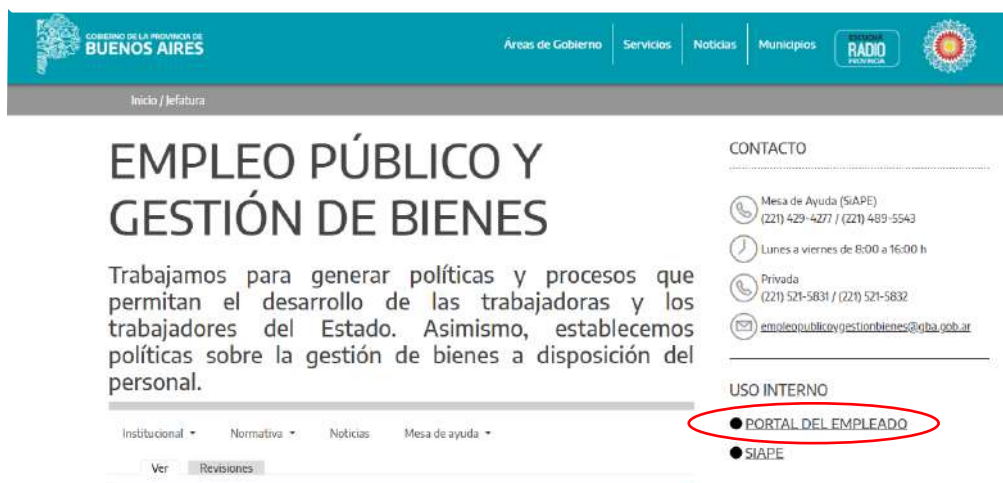 GOBIERNO DE LA PROVINCIA DE
BUENOS AIRES
Áreas de Gobierno
Servicios
Noticias
Municipios
ESCUCHÁ
RADIO
PROVINCIA
Inicio / Jefatura
EMPLEO PÚBLICO Y
GESTIÓN DE BIENES
Trabajamos para generar políticas y procesos que
permitan el desarrollo de las trabajadoras y los
trabajadores del Estado. Asimismo, establecemos
políticas sobre la gestión de bienes a disposición del
personal.
Institucional
Normativa
Noticias
Mesa de ayuda
Ver
Revisiones
CONTACTO
Mesa de Ayuda (SiAPE)
(221) 429-4277 / (221) 489-5543
Lunes a viernes de 8:00 a 16:00 h
Privada
(221) 521-5831 / (221) 521-5832
empleopublicoygestionbienes@gba.gob.ar
USO INTERNO
PORTAL DEL EMPLEADO
SIAPE